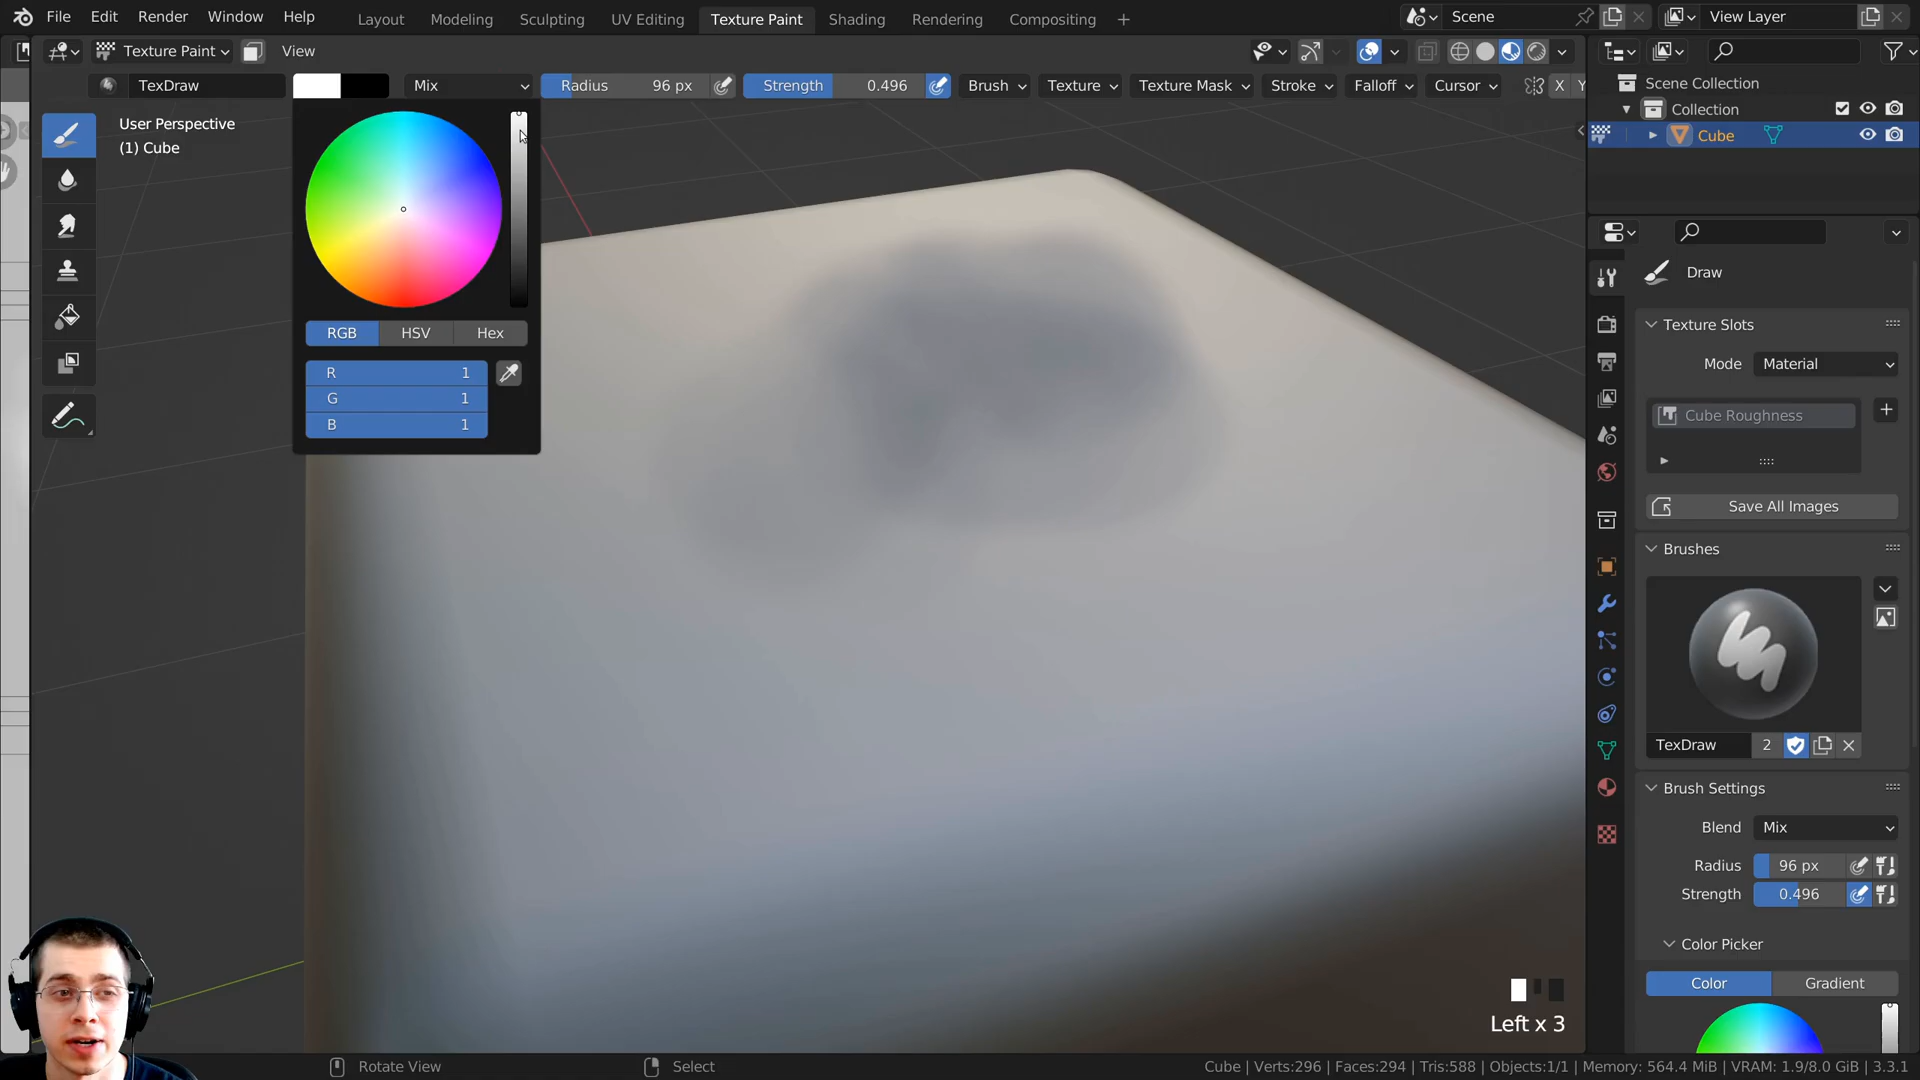 File Edit Render Window Help Layout Modeling Sculpting UV Editing Texture Paint Shading Rendering Compositing Scene View Layer
Texture Paint View
TexDraw Mix Radius 96 px Strength 0.496 Brush Texture Texture Mask Stroke Falloff Cursor X Y
User Perspective
(1) Cube
RGB HSV Hex
R 1
G 1
B 1
Scene Collection
Collection
Cube
Draw
Texture Slots
Mode Material
Cube Roughness
Save All Images
Brushes
TexDraw 2
Brush Settings
Blend Mix
Radius 96 px
Strength 0.496
Color Picker
Color Gradient
Left x 3
Rotate View Select Cube | Verts:296 | Faces:294 | Tris:588 | Objects:1/1 | Memory: 564.4 MiB | VRAM: 1.9/8.0 GiB | 3.3.1